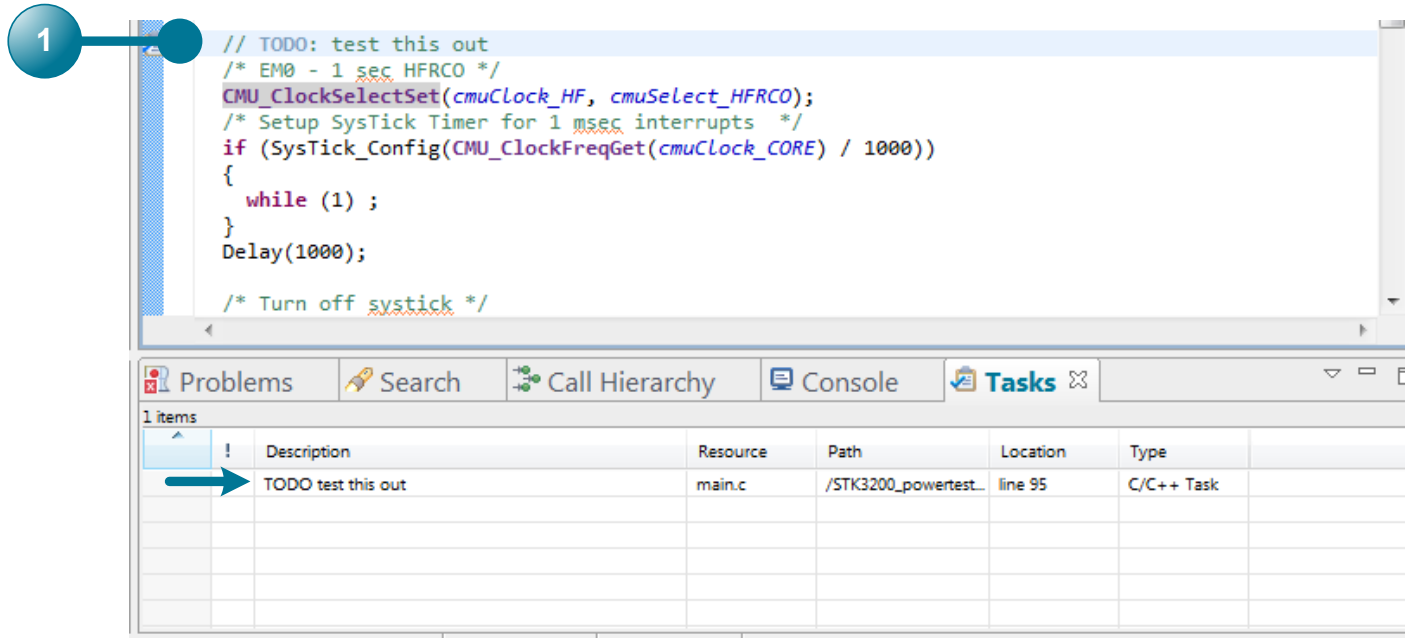 1
// TODO: test this out
/* EM0 - 1 sec HFRCO */
CMU_ClockSelectSet(cmuClock_HF, cmuSelect_HFRCO);
/* Setup SysTick Timer for 1 msec interrupts  */
if (SysTick_Config(CMU_ClockFreqGet(cmuClock_CORE) / 1000))
{
while (1) ;
}
Delay(1000);
/* Turn off systick */
Problems Search Call Hierarchy Console Tasks
1 items
! Description Resource Path Location Type
TODO test this out main.c /STK3200_powertest... line 95 C/C++ Task